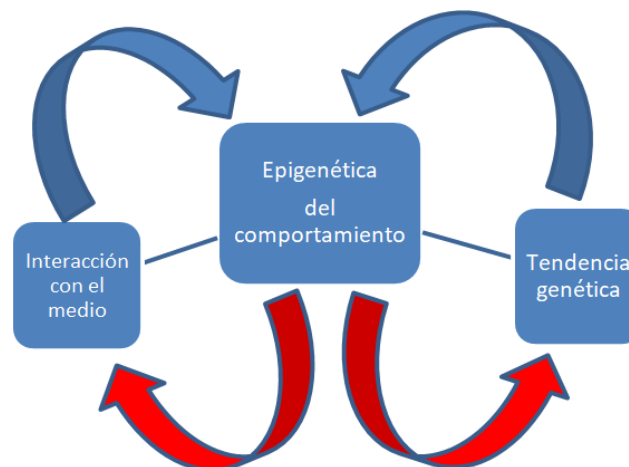 Epigenética
del
comportamiento
Interacción
con el
medio
Tendencia
genética